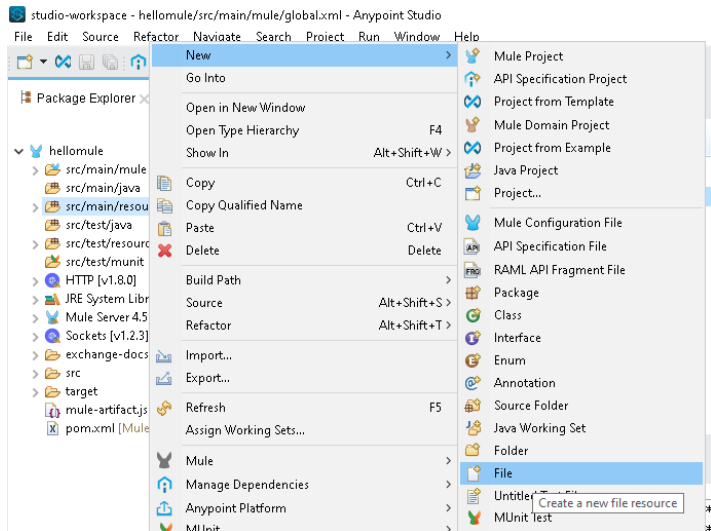 studio-workspace - hellomule/src/main/mule/global.xml - Anypoint Studio
File Edit Source Refactor Navigate Search Project Run Window Help
Package Explorer
hellomule
src/main/mule
src/main/java
src/main/resou
src/test/java
src/test/resourc
src/test/munit
HTTP [v1.8.0]
JRE System Libr
Mule Server 4.5
Sockets [v1.2.3]
exchange-docs
src
target
mule-artifact.js
pom.xml [Mule
New
Go Into
Open in New Window
Open Type Hierarchy F4
Show In Alt+Shift+W
Copy Ctrl+C
Copy Qualified Name
Paste Ctrl+V
Delete Delete
Build Path
Source Alt+Shift+S
Refactor Alt+Shift+T
Import...
Export...
Refresh F5
Assign Working Sets...
Mule
Manage Dependencies
Anypoint Platform
MUnit
Mule Project
API Specification Project
Project from Template
Mule Domain Project
Project from Example
Java Project
Project...
Mule Configuration File
API Specification File
RAML API Fragment File
Package
Class
Interface
Enum
Annotation
Source Folder
Java Working Set
Folder
File
Create a new file resource
MUnit Test